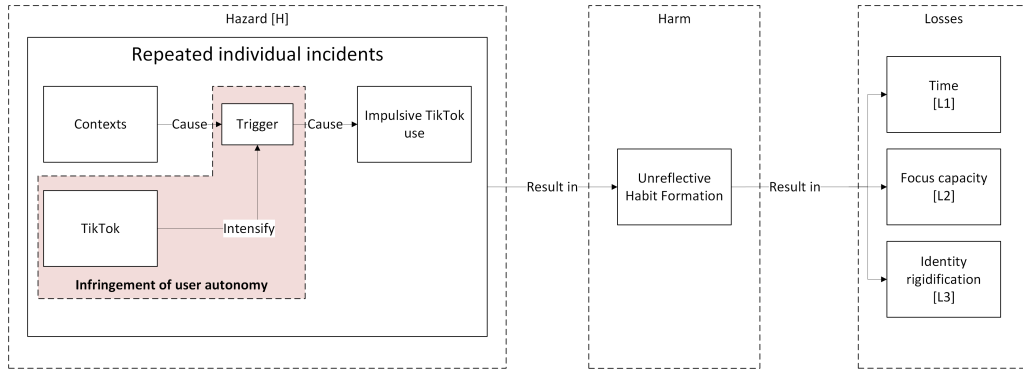 Hazard [H]
Harm
Losses
Repeated individual incidents
Contexts
Cause
Trigger
Cause
Impulsive TikTok
use
TikTok
Intensify
Infringement of user autonomy
Result in
Unreflective
Habit Formation
Result in
Time
[L1]
Focus capacity
[L2]
Identity
rigidification
[L3]